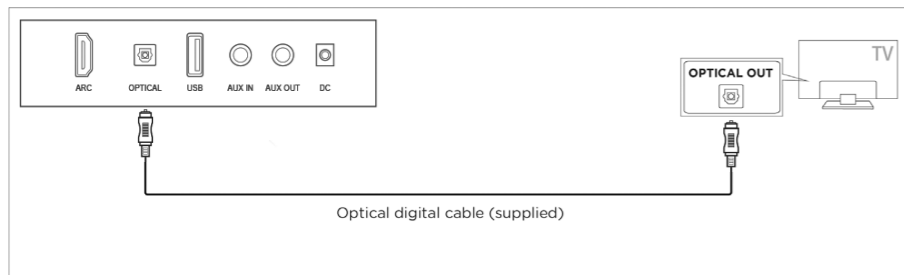 TV
OPTICAL OUT
ARC OPTICAL USB AUX IN AUX OUT DC
Optical digital cable (supplied)